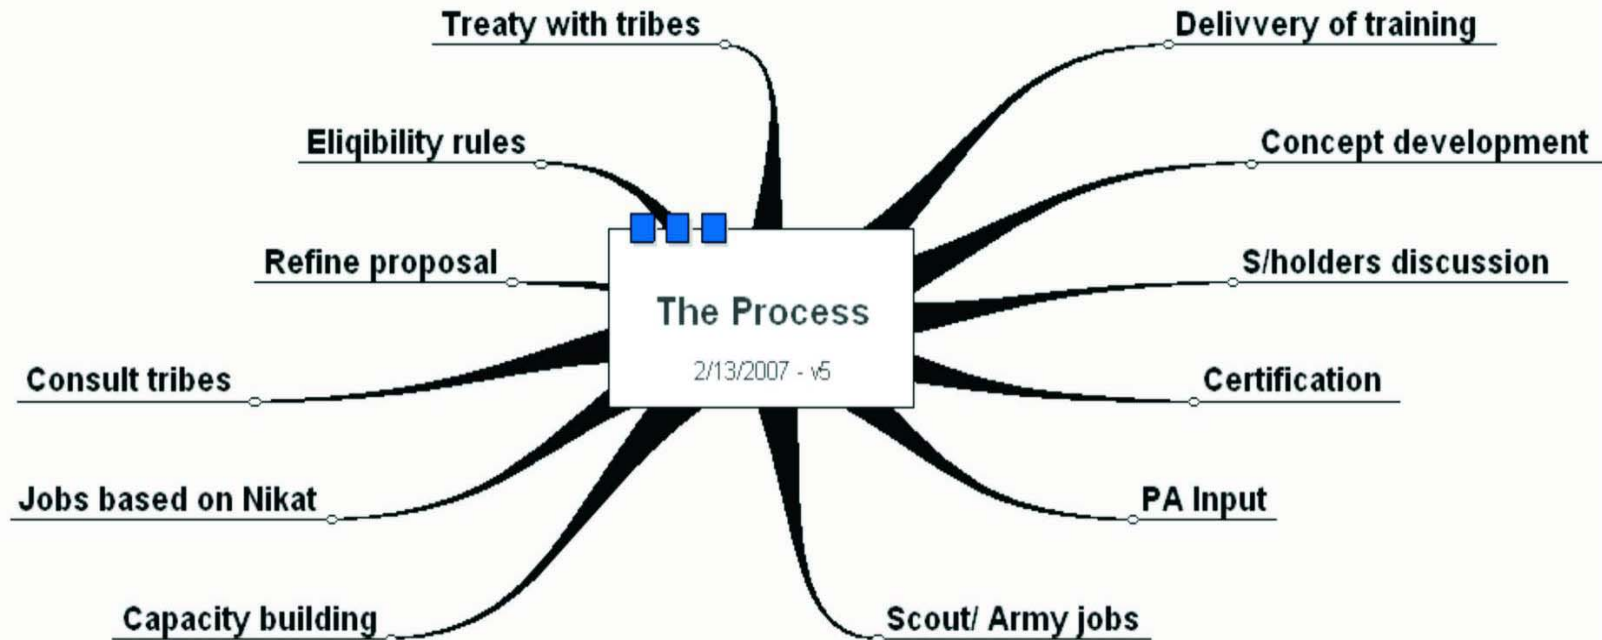 Treaty with tribes
Delivvery of training
Eliqibility rules
Concept development
Refine proposal
S/holders discussion
The Process
2/13/2007 - v5
Consult tribes
Certification
Jobs based on Nikat
PA Input
Capacity building
Scout/ Army jobs